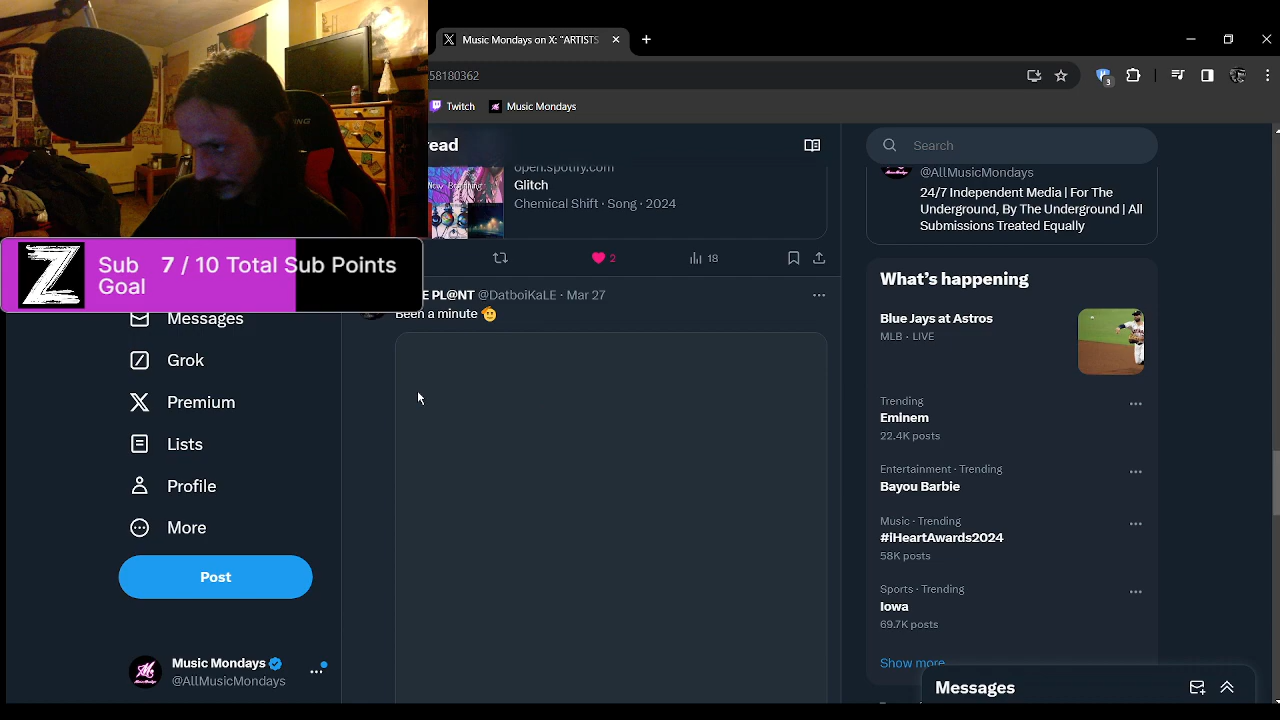 Music Mondays on X: "ARTISTS
58180362
Twitch
Music Mondays
read
Search
open.spotify.com
Glitch
Chemical Shift · Song · 2024
2
18
Sub Goal
7 / 10 Total Sub Points
E PL@NT @DatboiKaLE · Mar 27
Been a minute
Messages
Grok
Premium
Lists
Profile
More
Post
Music Mondays
@AllMusicMondays
@AllMusicMondays
24/7 Independent Media | For The
Underground, By The Underground | All
Submissions Treated Equally
What's happening
Blue Jays at Astros
MLB · LIVE
Trending
Eminem
22.4K posts
Entertainment · Trending
Bayou Barbie
Music · Trending
#iHeartAwards2024
58K posts
Sports · Trending
Iowa
69.7K posts
Show more
Messages
3